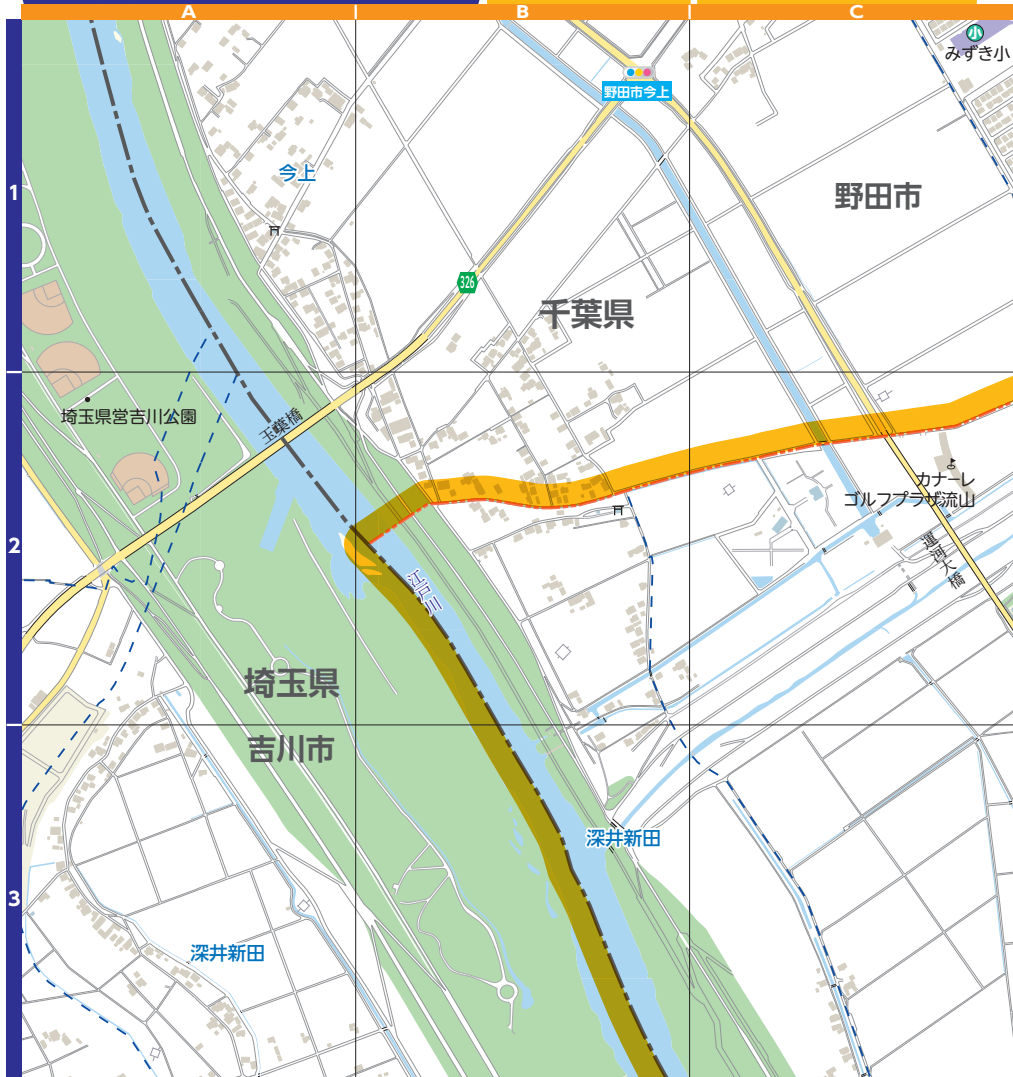 A
B
C
小
みずき小
野田市今上
1
今上
野田市
326
千葉県
埼玉県営吉川公園
玉葉橋
カナーレ
ゴルフプラザ流山
2
運河大橋
江戸川
埼玉県
吉川市
深井新田
3
深井新田